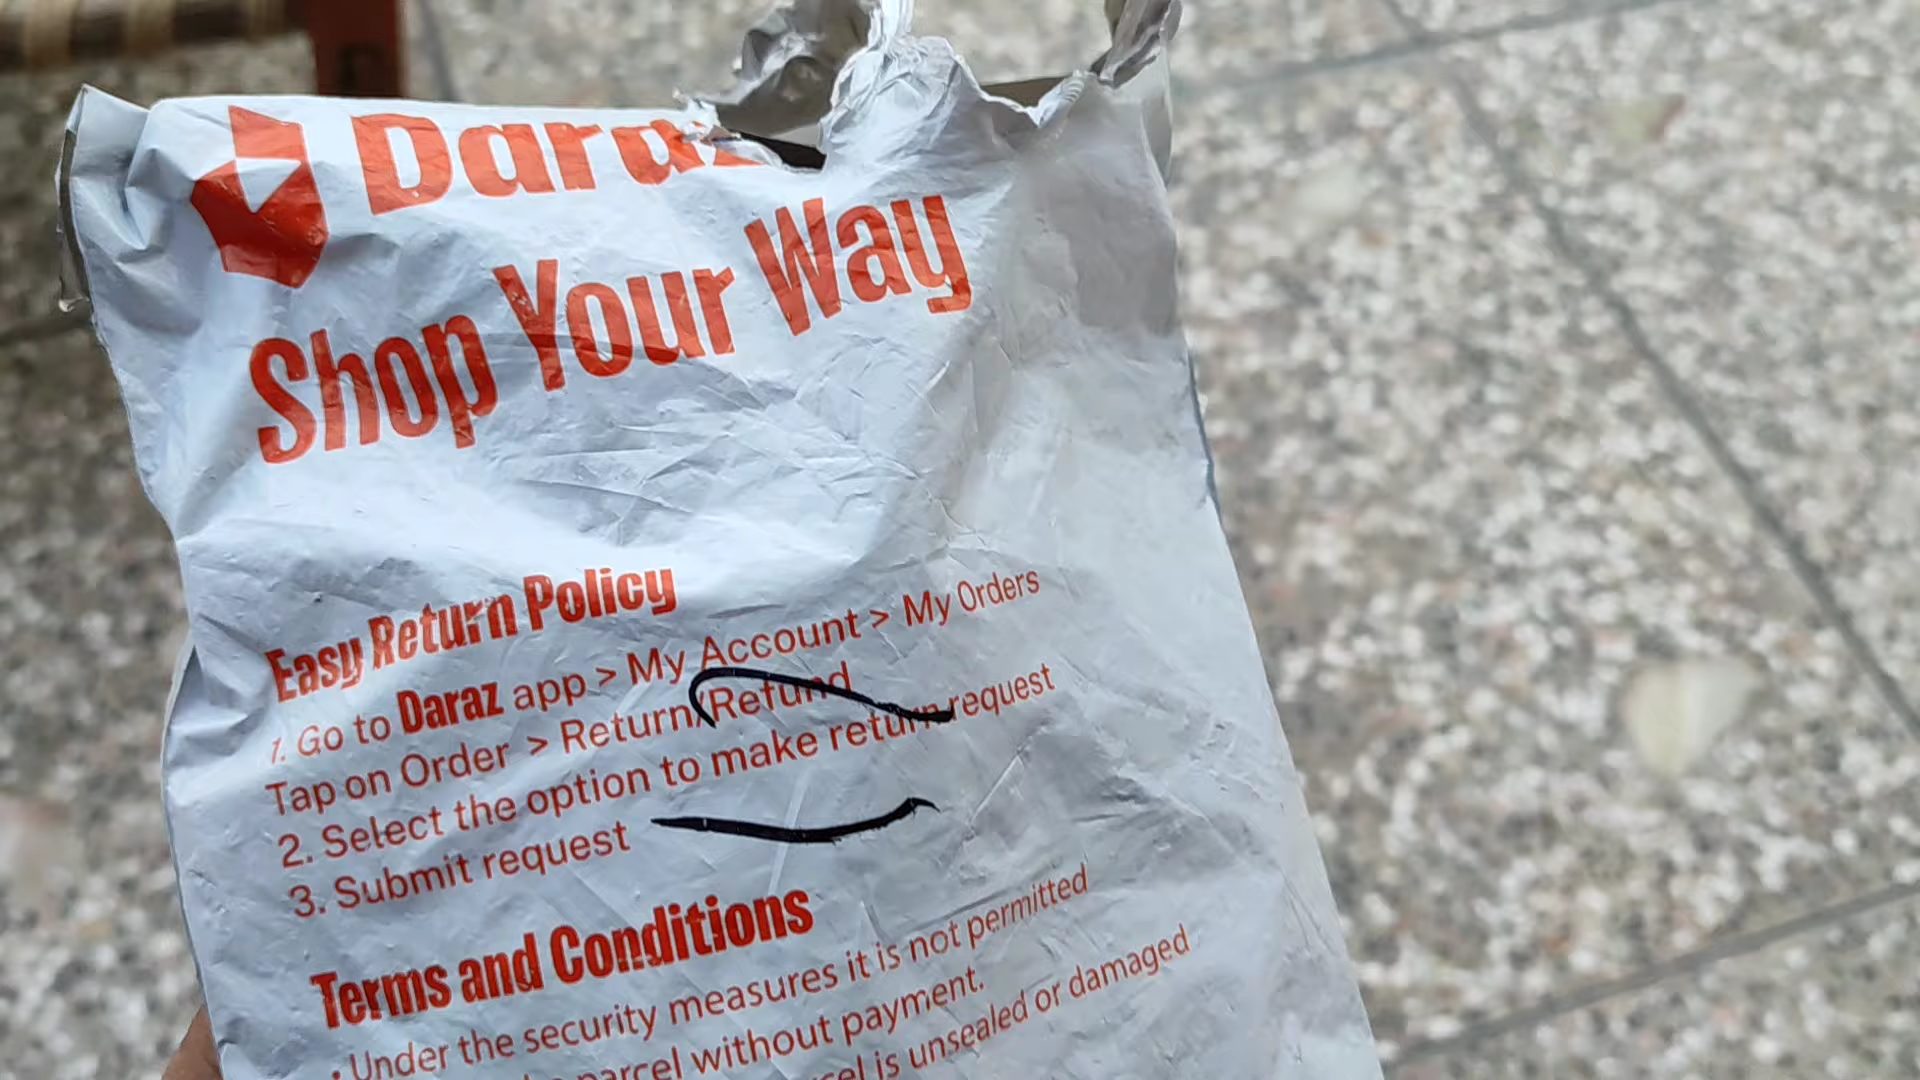 Daraz
Shop Your Way
Easy Return Policy
1. Go to Daraz app > My Account > My Orders
Tap on Order > Return/Refund
2. Select the option to make return request
3. Submit request
Terms and Conditions
• Under the security measures it is not permitted
parcel without payment.
is unsealed or damaged